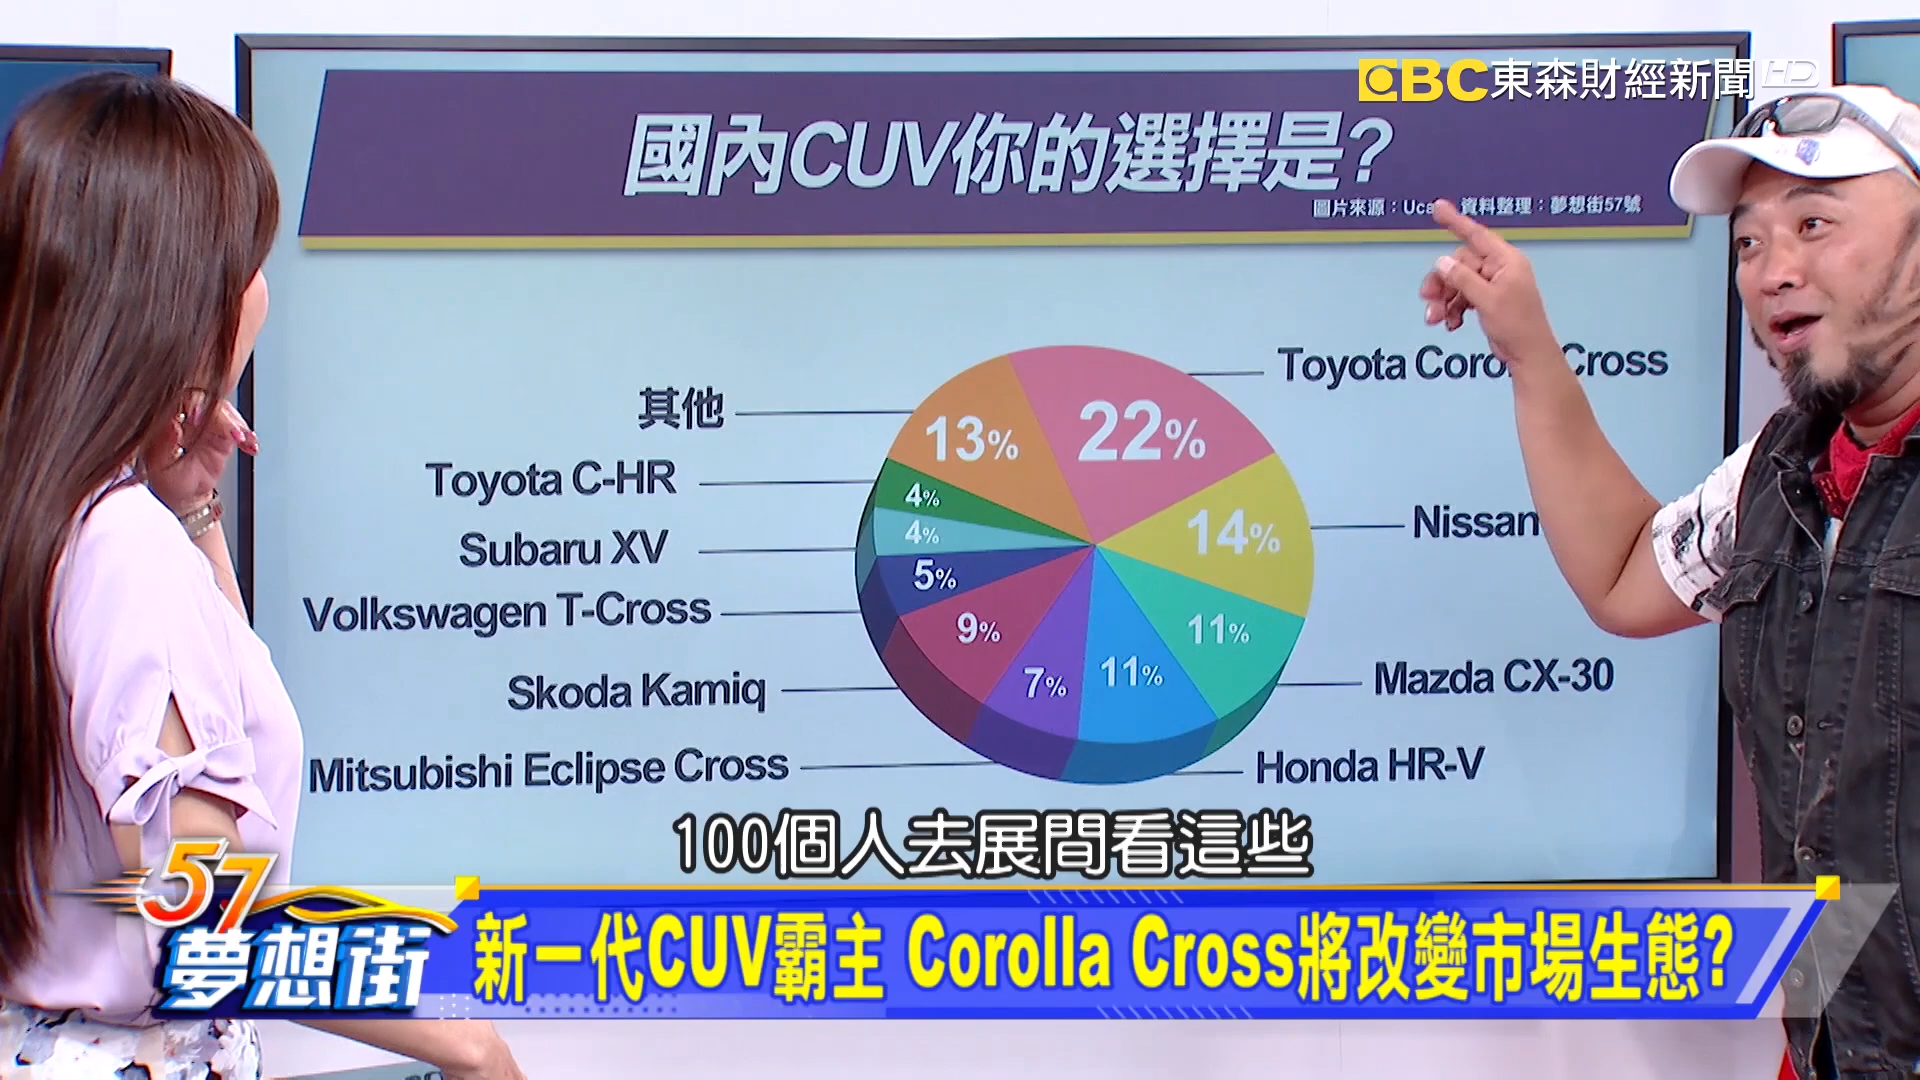 EBC東森財經新聞HD
國內CUV你的選擇是?
圖片來源：Uca 資料整理：夢想街57號
其他
13%
22%
Toyota Coro Cross
Toyota C-HR
4%
Subaru XV
4%
14%
Nissan
Volkswagen T-Cross
5%
9%
11%
Skoda Kamiq
7%
11%
Mazda CX-30
Mitsubishi Eclipse Cross
Honda HR-V
100個人去展間看這些
57夢想街
新一代CUV霸主 Corolla Cross將改變市場生態?